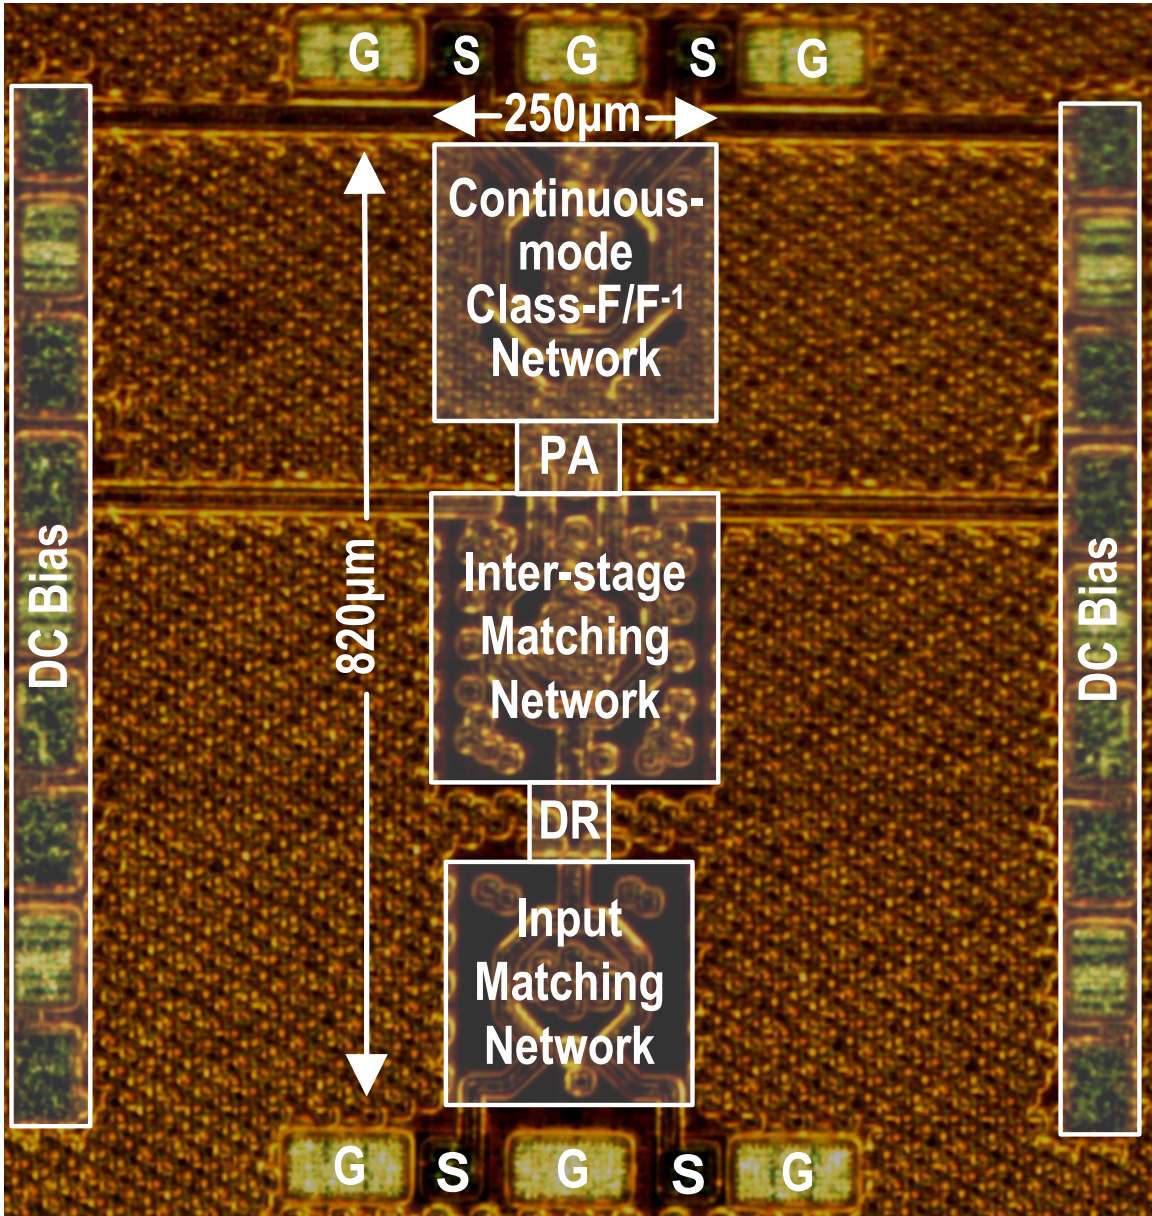 G S G S G
250μm
Continuous-
mode
Class-F/F-1
Network
PA
820μm
DC Bias
Inter-stage
Matching
Network
DC Bias
DR
Input
Matching
Network
G S G S G